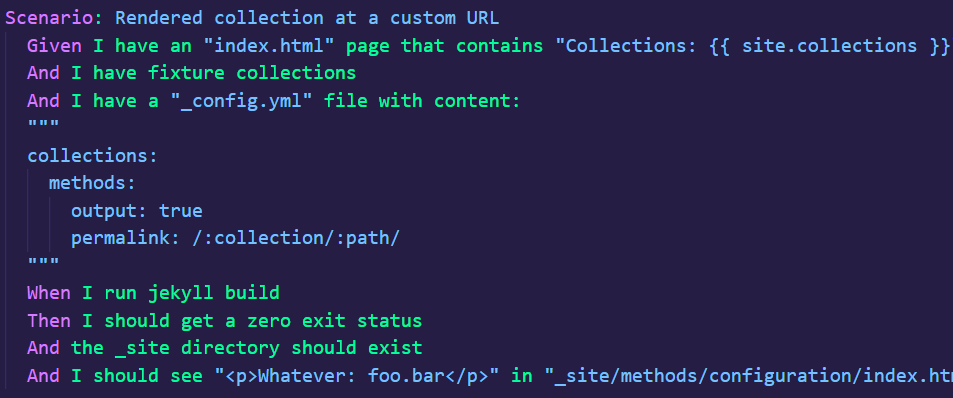 Scenario: Rendered collection at a custom URL
Given I have an "index.html" page that contains "Collections: {{ site.collections }}
And I have fixture collections
And I have a "_config.yml" file with content:
"""
collections:
methods:
output: true
permalink: /:collection/:path/
"""
When I run jekyll build
Then I should get a zero exit status
And the _site directory should exist
And I should see "<p>Whatever: foo.bar</p>" in "_site/methods/configuration/index.ht